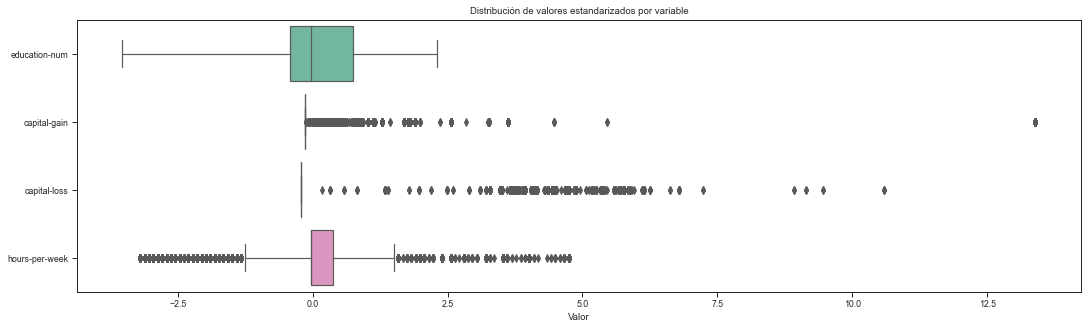 Distribución de valores estandarizados por variable
education-num
capital-gain
capital-loss
hours-per-week
−2.5 0.0 2.5 5.0 7.5 10.0 12.5
Valor